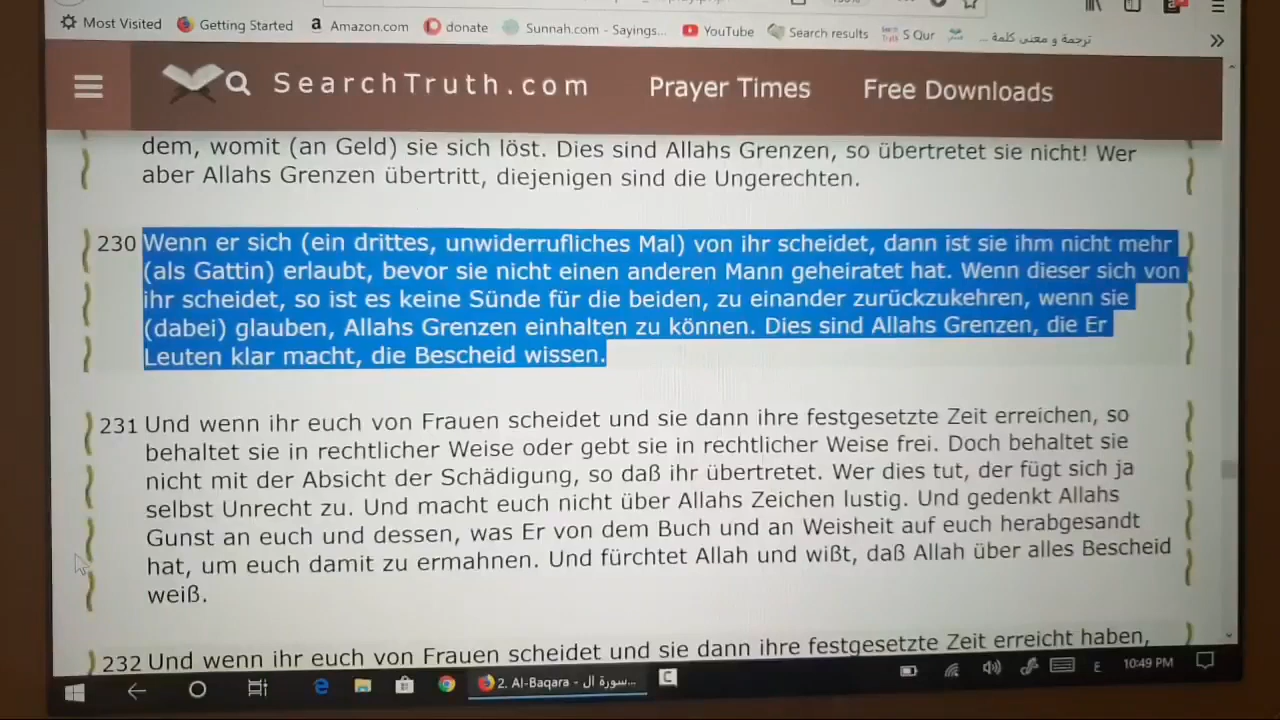 Most Visited Getting Started Amazon.com donate Sunnah.com - Sayings... YouTube Search results S Qur ترجمة و معنى كلمة ...
SearchTruth.com Prayer Times Free Downloads
dem, womit (an Geld) sie sich löst. Dies sind Allahs Grenzen, so übertretet sie nicht! Wer
aber Allahs Grenzen übertritt, diejenigen sind die Ungerechten.
230 Wenn er sich (ein drittes, unwiderrufliches Mal) von ihr scheidet, dann ist sie ihm nicht mehr
(als Gattin) erlaubt, bevor sie nicht einen anderen Mann geheiratet hat. Wenn dieser sich von
ihr scheidet, so ist es keine Sünde für die beiden, zu einander zurückzukehren, wenn sie
(dabei) glauben, Allahs Grenzen einhalten zu können. Dies sind Allahs Grenzen, die Er
Leuten klar macht, die Bescheid wissen.
231 Und wenn ihr euch von Frauen scheidet und sie dann ihre festgesetzte Zeit erreichen, so
behaltet sie in rechtlicher Weise oder gebt sie in rechtlicher Weise frei. Doch behaltet sie
nicht mit der Absicht der Schädigung, so daß ihr übertretet. Wer dies tut, der fügt sich ja
selbst Unrecht zu. Und macht euch nicht über Allahs Zeichen lustig. Und gedenkt Allahs
Gunst an euch und dessen, was Er von dem Buch und an Weisheit auf euch herabgesandt
hat, um euch damit zu ermahnen. Und fürchtet Allah und wißt, daß Allah über alles Bescheid
weiß.
232 Und wenn ihr euch von Frauen scheidet und sie dann ihre festgesetzte Zeit erreicht haben,
2. Al-Baqara - سورة ال... ع 10:49 PM